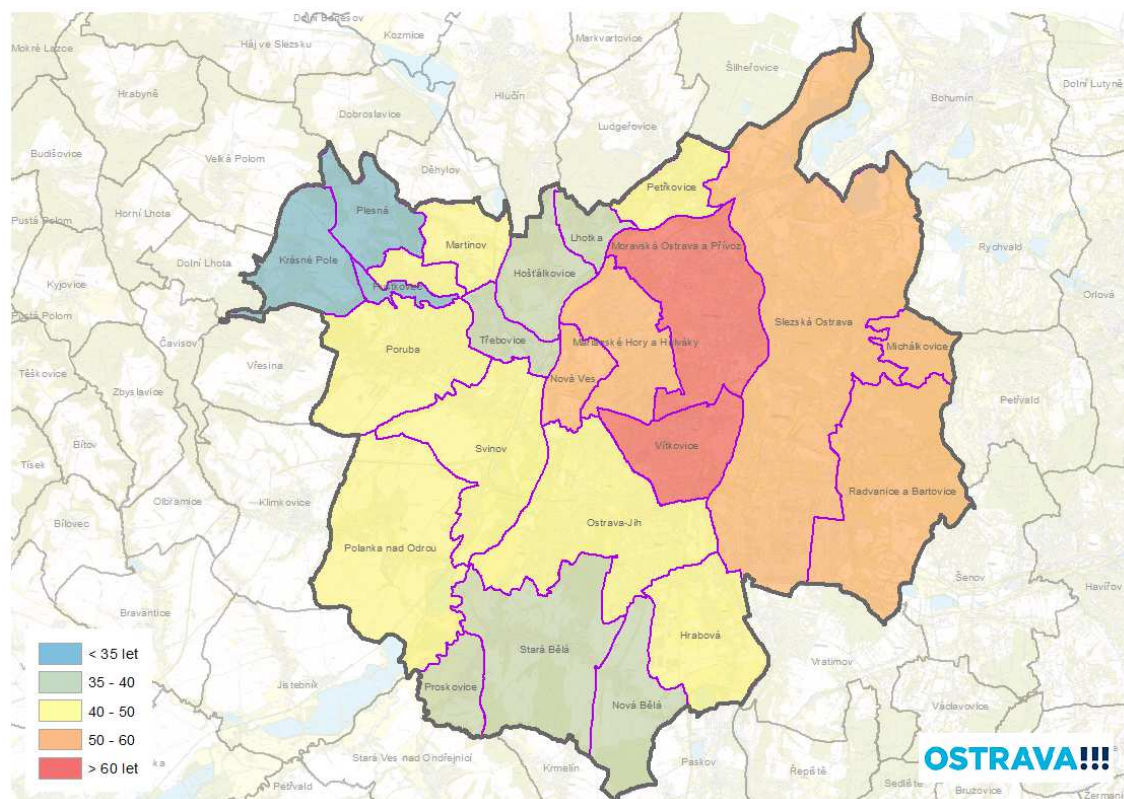 Dolní Benešov
Kozmice
Markvartovice
Mokré Lazce
Háj ve Slezsku
Šilheřovice
Hrabyně
Hlučín
Bohumín
Dolní Lutyně
Dobroslavice
Ludgeřovice
Budišovice
Velká Polom
Děhylov
Petřkovice
Pustá Polom
Horní Lhota
Plesná
Martinov
Lhotka
Moravská Ostrava a Přívoz
Rychvald
Dolní Lhota
Krásné Pole
Hošťálkovice
Kyjovice
Pustkovec
Orlová
Pustá Polom
Čavisov
Třebovice
Slezská Ostrava
Těškovice
Vřesina
Poruba
Mariánské Hory a Hulváky
Michálkovice
Zbyslavice
Nová Ves
Petřvald
Bítov
Svinov
Vítkovice
Tísek
Olbramice
Klimkovice
Radvanice a Bartovice
Bílovec
Ostrava-Jih
Polanka nad Odrou
Šenov
Havířov
Bravantice
Hrabová
< 35 let
Stará Bělá
Vratimov
35 - 40
Jistebník
Proskovice
Nová Bělá
Václavovice
40 - 50
50 - 60
Stará Ves nad Ondřejnicí
Krmelín
Paskov
OSTRAVA!!!
> 60 let
Řepiště
Petřvald
Sedliště
Bruzovice